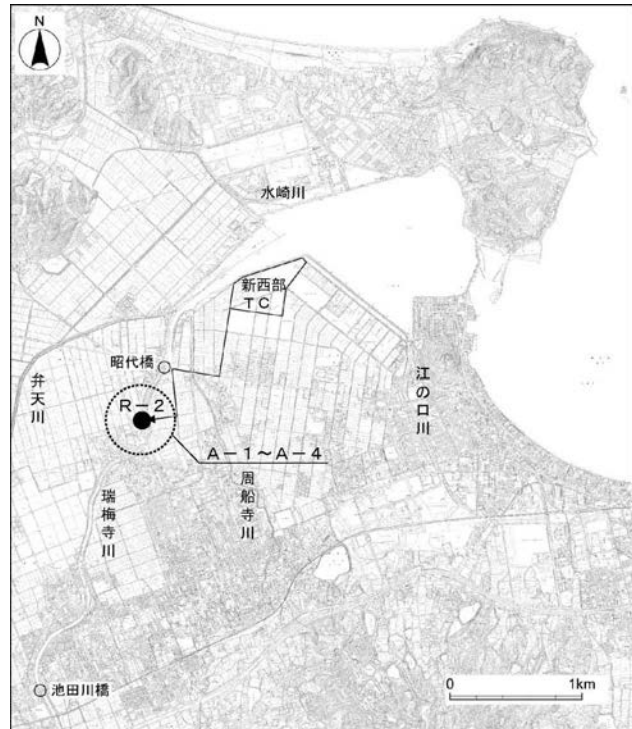 N
水崎川
新西部
TC
昭代橋
弁天川
R-2
江の口川
A-1~A-4
周船寺川
瑞梅寺川
池田川橋
0 1km